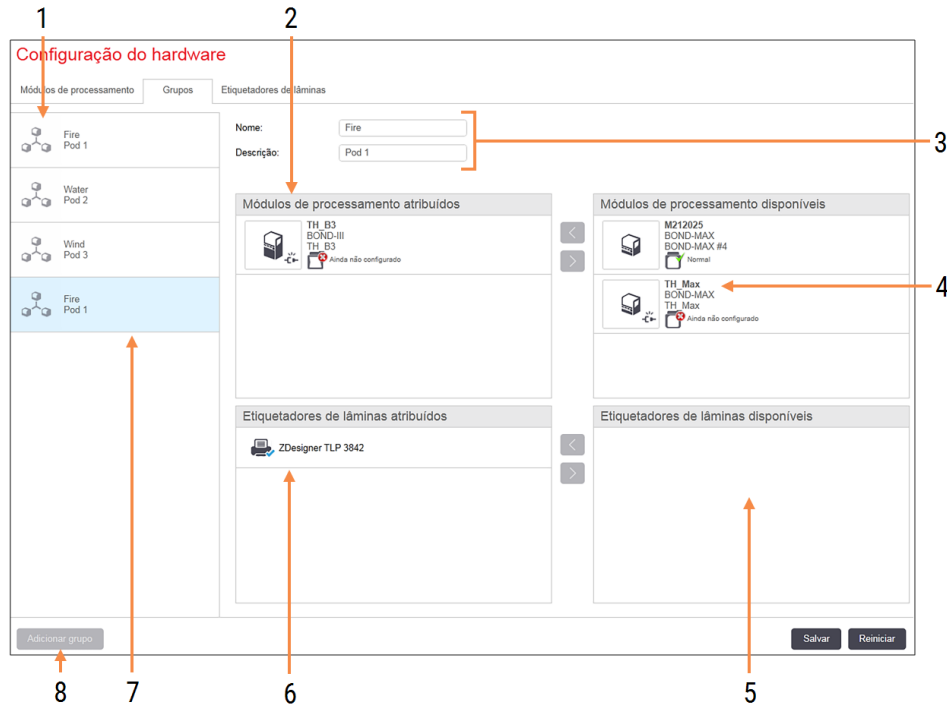 1
2
Configuração do hardware
Módulos de processamento
Grupos
Etiquetadores de lâminas
Fire
Pod 1
Water
Pod 2
Wind
Pod 3
Fire
Pod 1
Nome:
Fire
Descrição:
Pod 1
3
Módulos de processamento atribuídos
TH_B3
BOND-III
TH_B3
Ainda não configurado
<
>
Módulos de processamento disponíveis
M212025
BOND-MAX
BOND-MAX #4
Normal
TH_Max
BOND-MAX
TH_Max
Ainda não configurado
4
Etiquetadores de lâminas atribuídos
ZDesigner TLP 3842
<
>
Etiquetadores de lâminas disponíveis
Adicionar grupo
Salvar
Reiniciar
8
7
6
5